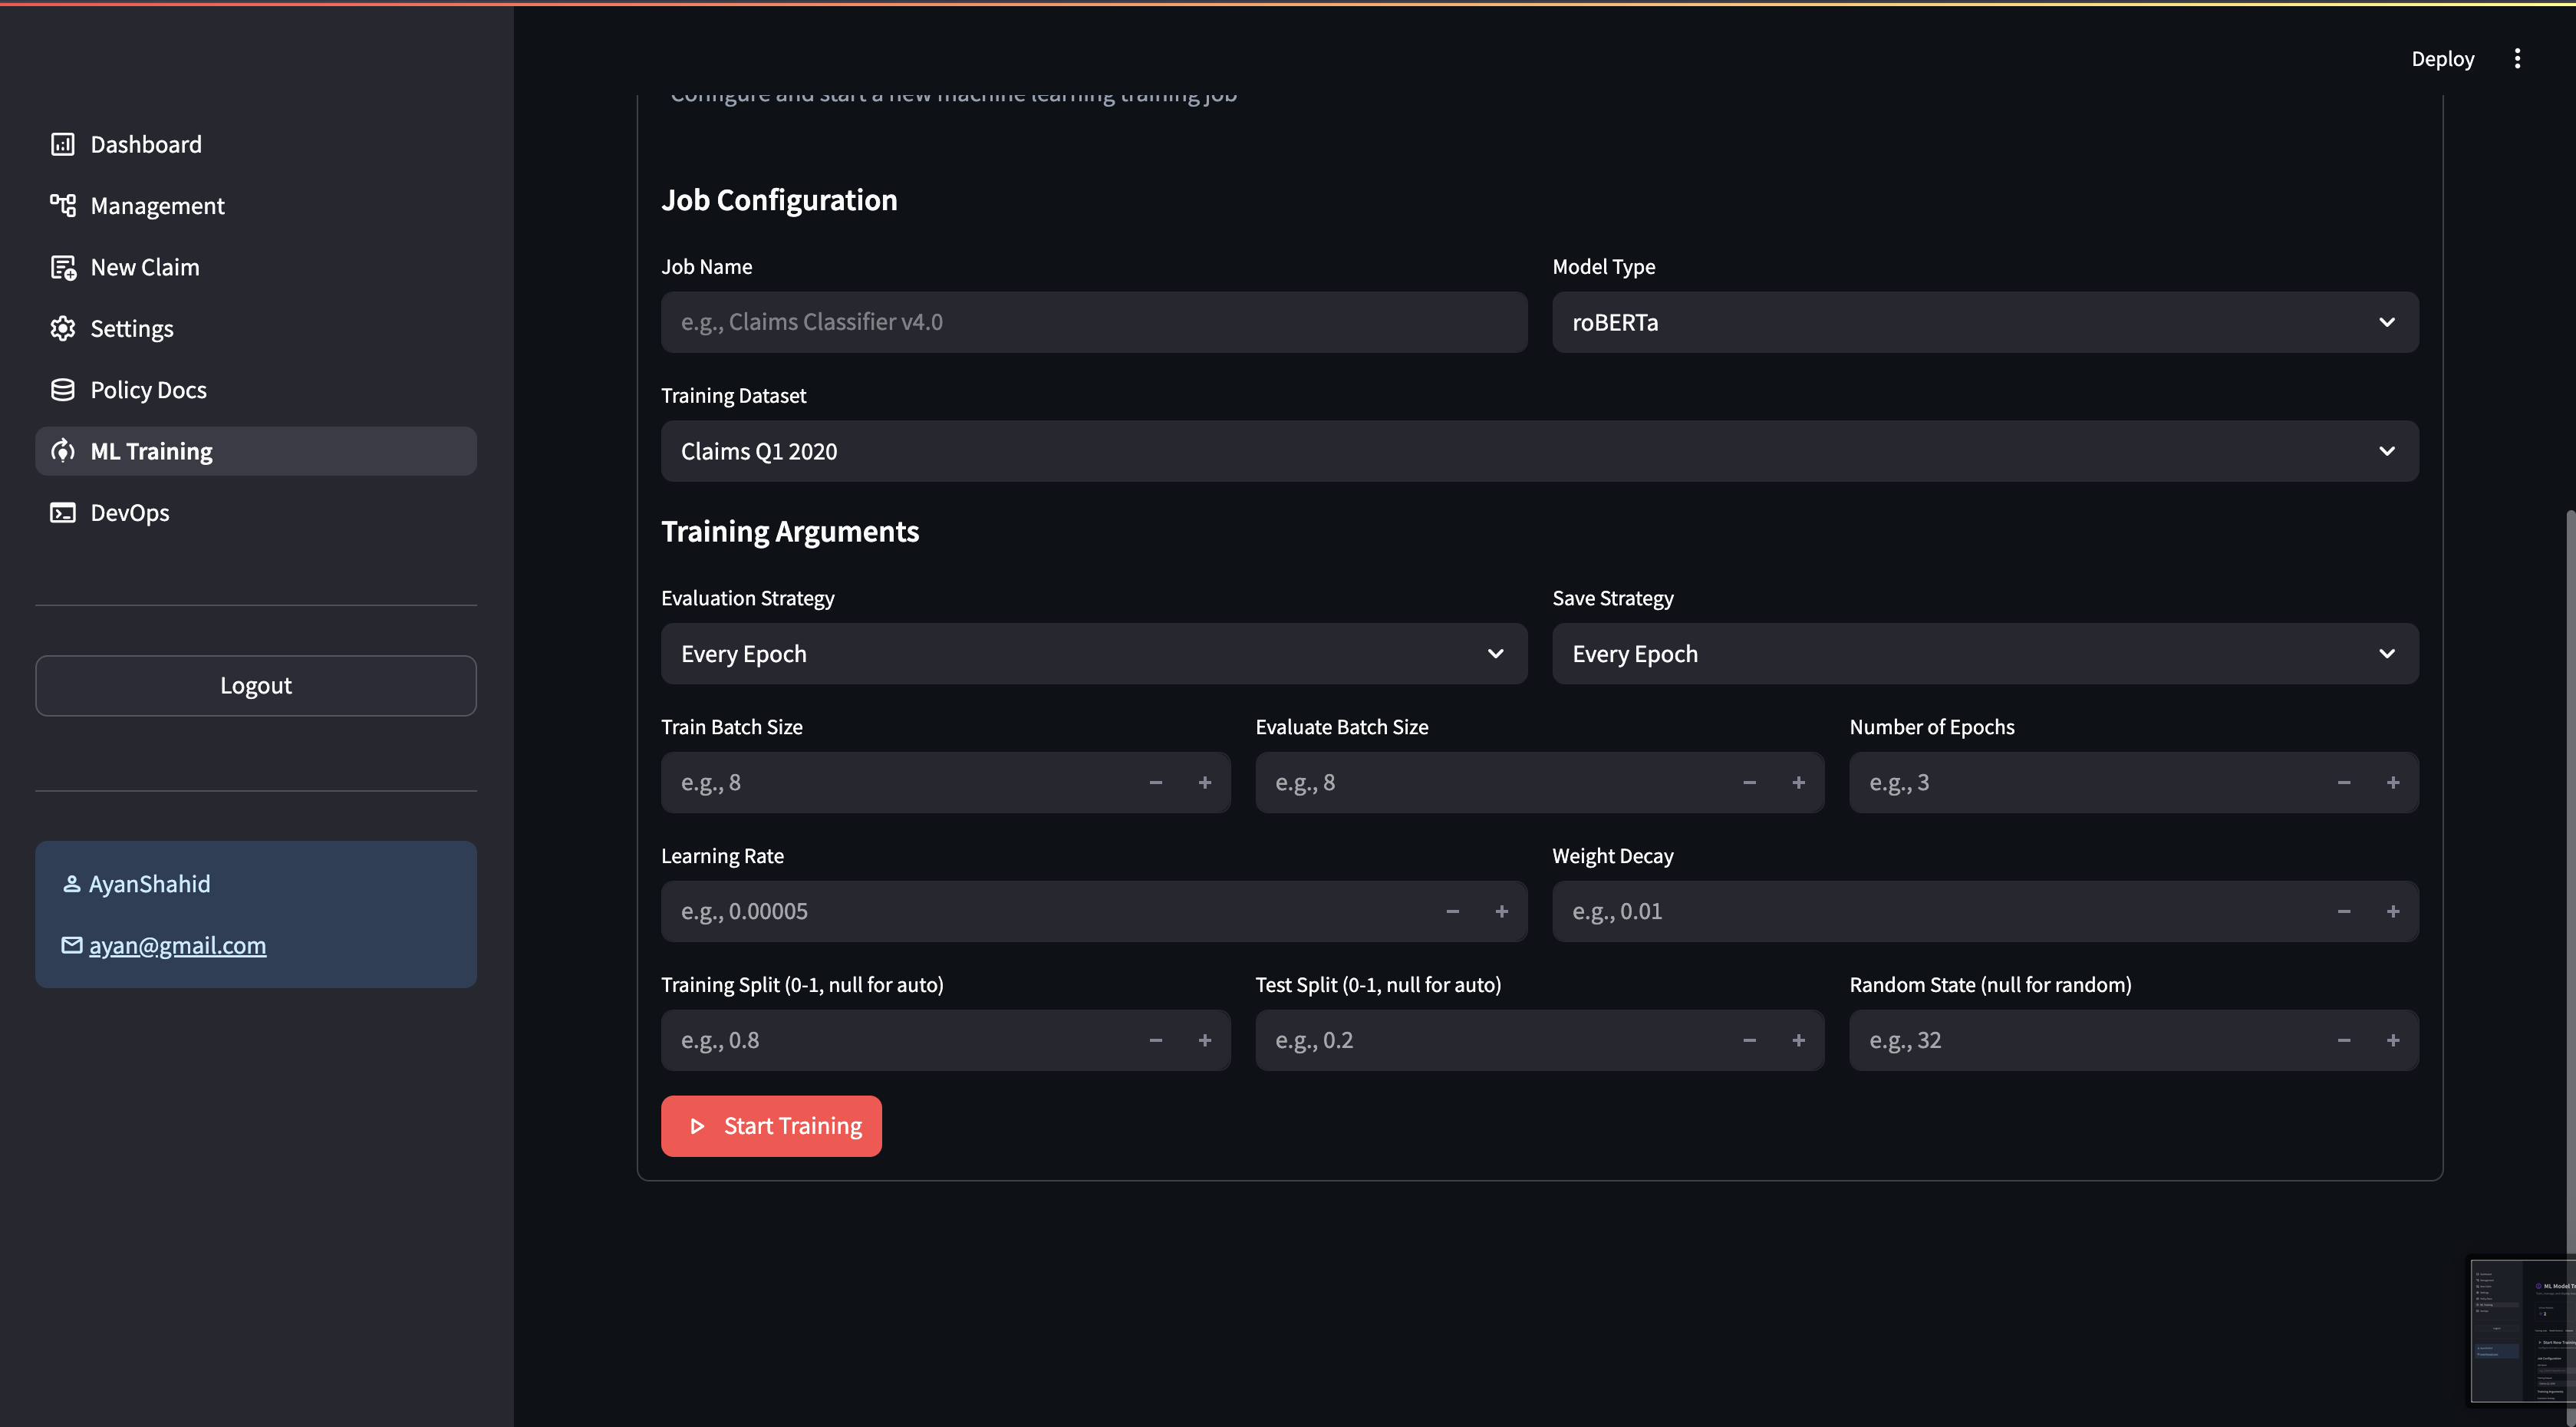 Deploy
Dashboard
Management
New Claim
Settings
Policy Docs
ML Training
DevOps
Logout
AyanShahid
ayan@gmail.com
Configure and start a new machine learning training job
Job Configuration
Job Name
Model Type
e.g., Claims Classifier v4.0
roBERTa
Training Dataset
Claims Q1 2020
Training Arguments
Evaluation Strategy
Save Strategy
Every Epoch
Every Epoch
Train Batch Size
Evaluate Batch Size
Number of Epochs
e.g., 8
e.g., 8
e.g., 3
Learning Rate
Weight Decay
e.g., 0.00005
e.g., 0.01
Training Split (0-1, null for auto)
Test Split (0-1, null for auto)
Random State (null for random)
e.g., 0.8
e.g., 0.2
e.g., 32
Start Training